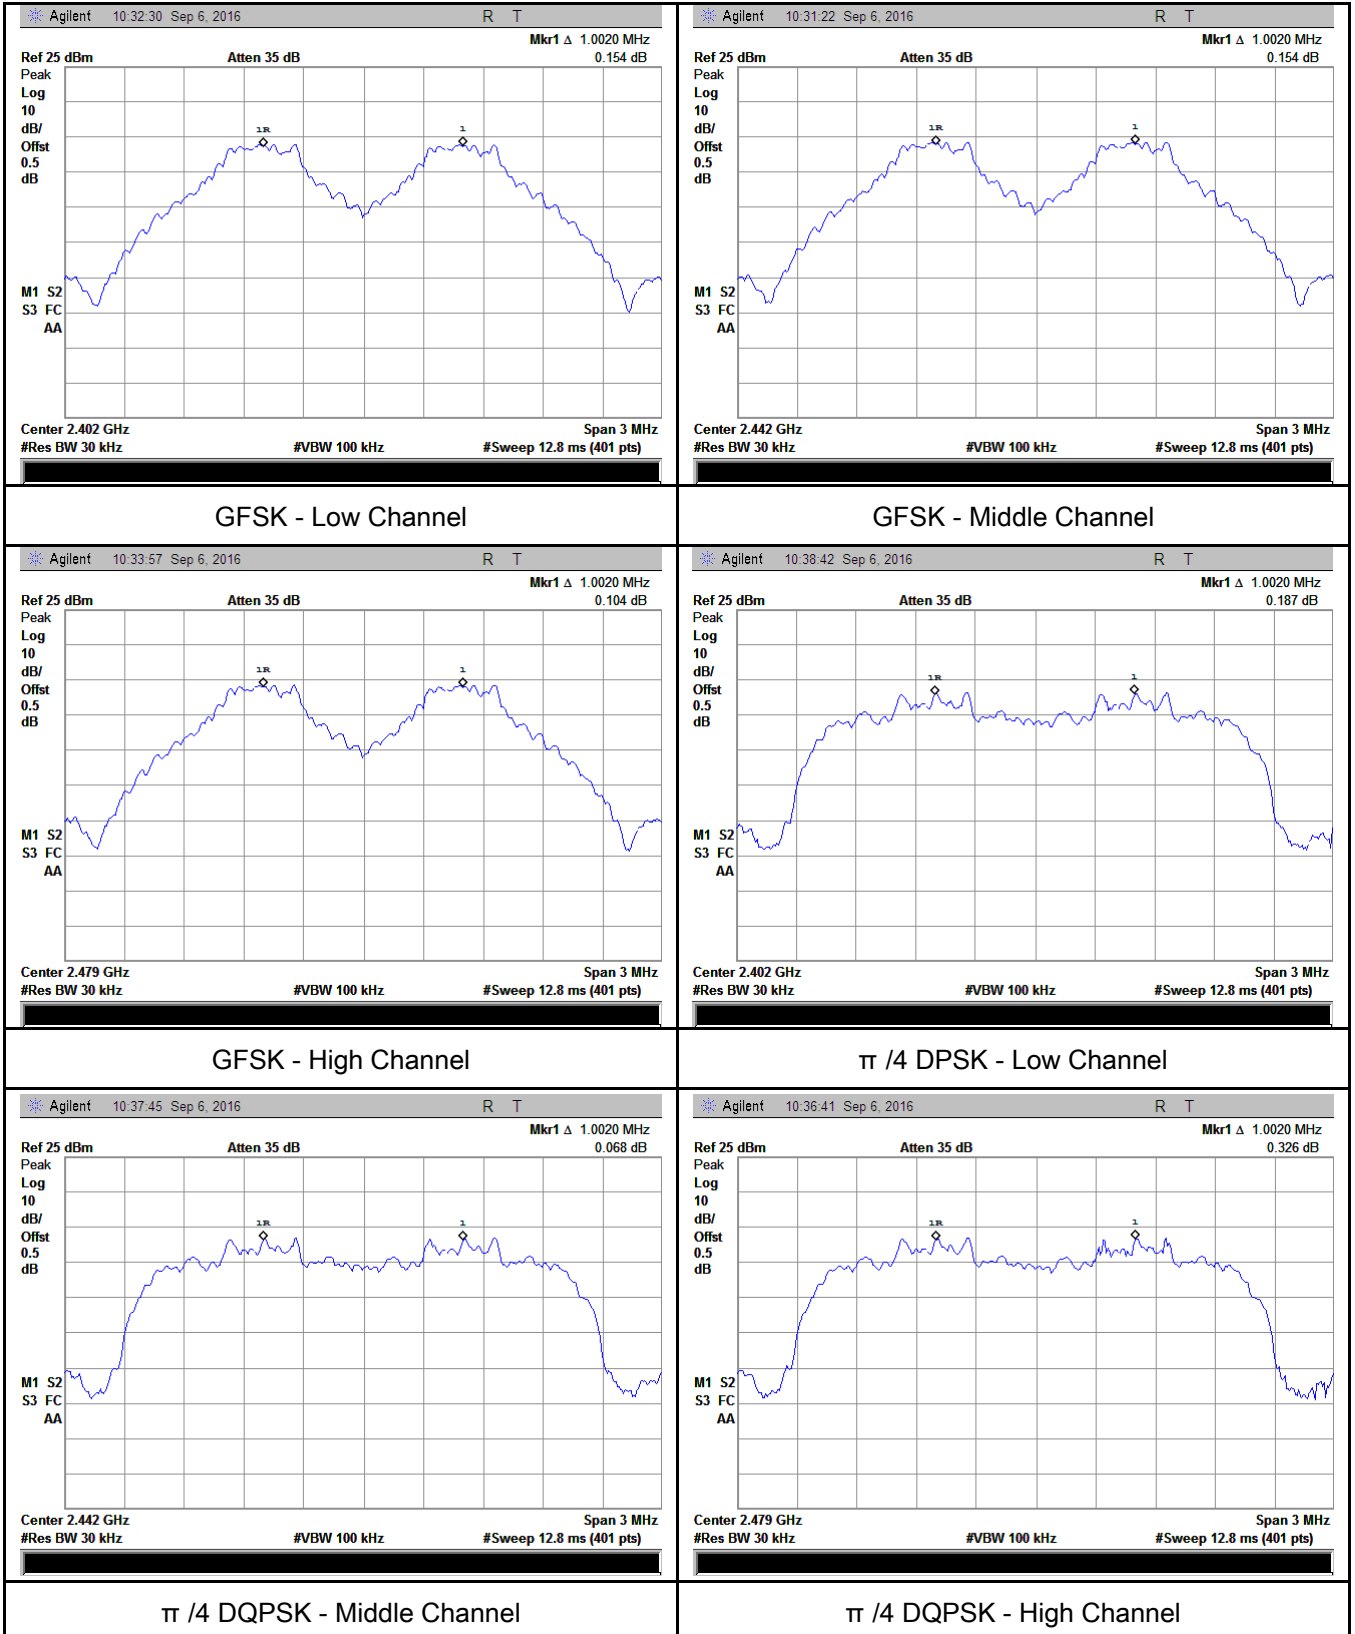 Agilent 10:32:30 Sep 6, 2016 R T
Mkr1 Δ 1.0020 MHz
Ref 25 dBm Atten 35 dB 0.154 dB
Peak
Log
10
dB/
Offst
0.5
dB
1R 1
M1 S2
S3 FC
AA
Center 2.402 GHz Span 3 MHz
#Res BW 30 kHz #VBW 100 kHz #Sweep 12.8 ms (401 pts)
GFSK - Low Channel
Agilent 10:31:22 Sep 6, 2016 R T
Mkr1 Δ 1.0020 MHz
Ref 25 dBm Atten 35 dB 0.154 dB
Peak
Log
10
dB/
Offst
0.5
dB
1R 1
M1 S2
S3 FC
AA
Center 2.442 GHz Span 3 MHz
#Res BW 30 kHz #VBW 100 kHz #Sweep 12.8 ms (401 pts)
GFSK - Middle Channel
Agilent 10:33:57 Sep 6, 2016 R T
Mkr1 Δ 1.0020 MHz
Ref 25 dBm Atten 35 dB 0.104 dB
Peak
Log
10
dB/
Offst
0.5
dB
1R 1
M1 S2
S3 FC
AA
Center 2.479 GHz Span 3 MHz
#Res BW 30 kHz #VBW 100 kHz #Sweep 12.8 ms (401 pts)
GFSK - High Channel
Agilent 10:38:42 Sep 6, 2016 R T
Mkr1 Δ 1.0020 MHz
Ref 25 dBm Atten 35 dB 0.187 dB
Peak
Log
10
dB/
Offst
0.5
dB
1R 1
M1 S2
S3 FC
AA
Center 2.402 GHz Span 3 MHz
#Res BW 30 kHz #VBW 100 kHz #Sweep 12.8 ms (401 pts)
π /4 DPSK - Low Channel
Agilent 10:37:45 Sep 6, 2016 R T
Mkr1 Δ 1.0020 MHz
Ref 25 dBm Atten 35 dB 0.068 dB
Peak
Log
10
dB/
Offst
0.5
dB
1R 1
M1 S2
S3 FC
AA
Center 2.442 GHz Span 3 MHz
#Res BW 30 kHz #VBW 100 kHz #Sweep 12.8 ms (401 pts)
π /4 DQPSK - Middle Channel
Agilent 10:36:41 Sep 6, 2016 R T
Mkr1 Δ 1.0020 MHz
Ref 25 dBm Atten 35 dB 0.326 dB
Peak
Log
10
dB/
Offst
0.5
dB
1R 1
M1 S2
S3 FC
AA
Center 2.479 GHz Span 3 MHz
#Res BW 30 kHz #VBW 100 kHz #Sweep 12.8 ms (401 pts)
π /4 DQPSK - High Channel